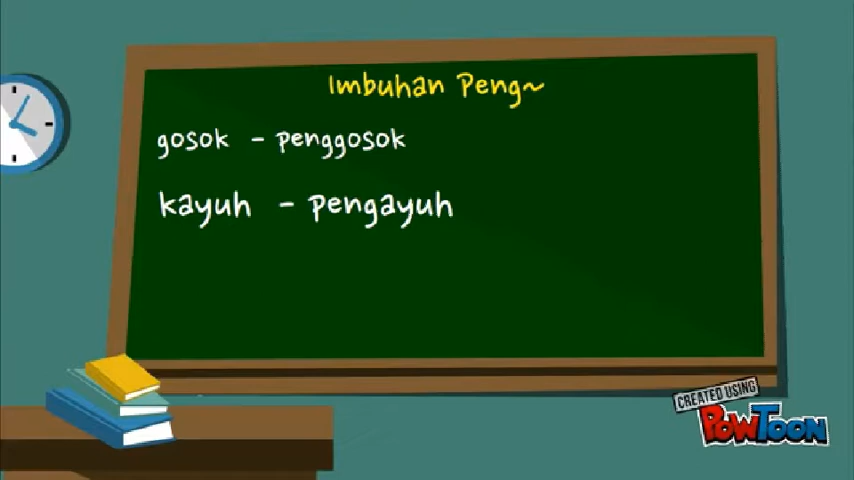 Imbuhan Peng~
gosok - penggosok
kayuh - pengayuh
CREATED USING
POWTOON